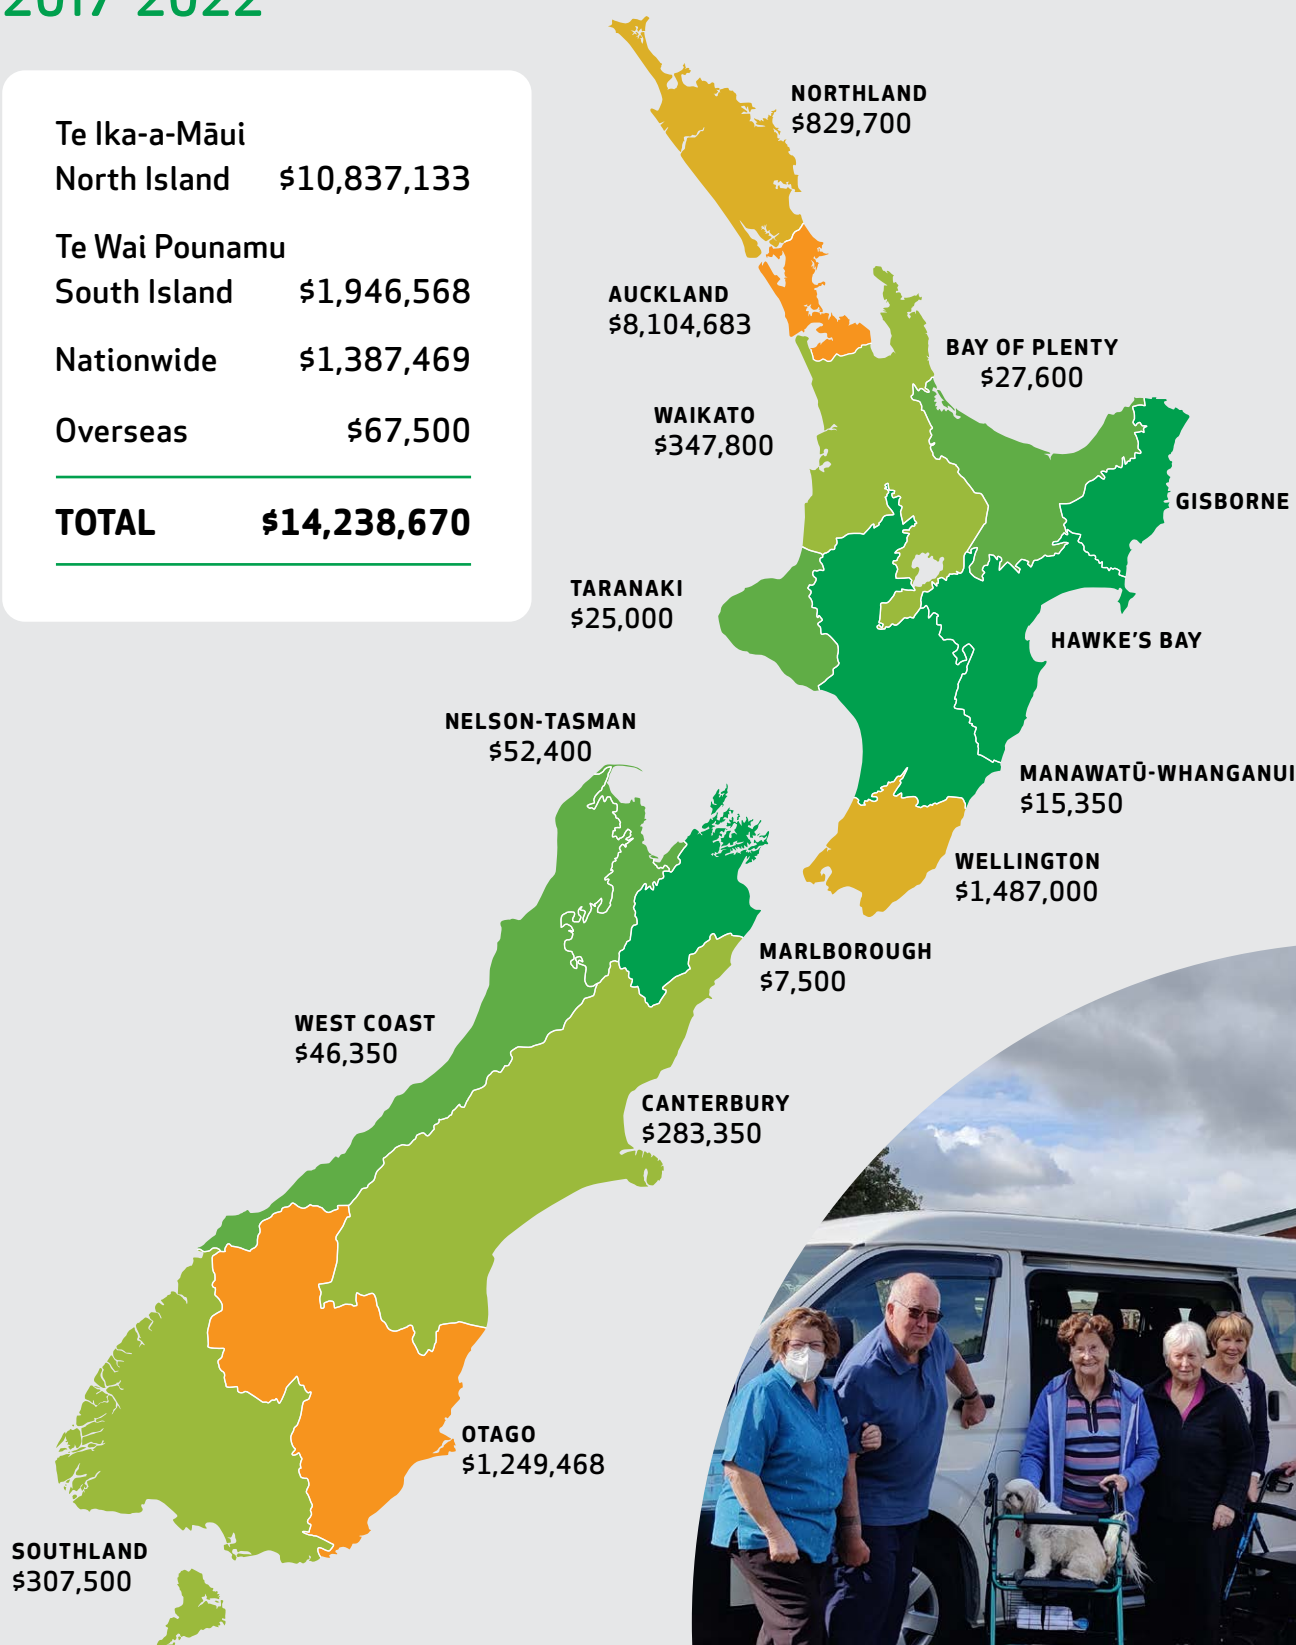 2017-2022
Te Ika-a-Māui
North Island $10,837,133
Te Wai Pounamu
South Island $1,946,568
Nationwide $1,387,469
Overseas $67,500
TOTAL $14,238,670
NORTHLAND
$829,700
AUCKLAND
$8,104,683
BAY OF PLENTY
$27,600
WAIKATO
$347,800
GISBORNE
TARANAKI
$25,000
HAWKE’S BAY
NELSON-TASMAN
$52,400
MANAWATŪ-WHANGANUI
$15,350
WELLINGTON
$1,487,000
MARLBOROUGH
$7,500
WEST COAST
$46,350
CANTERBURY
$283,350
OTAGO
$1,249,468
SOUTHLAND
$307,500